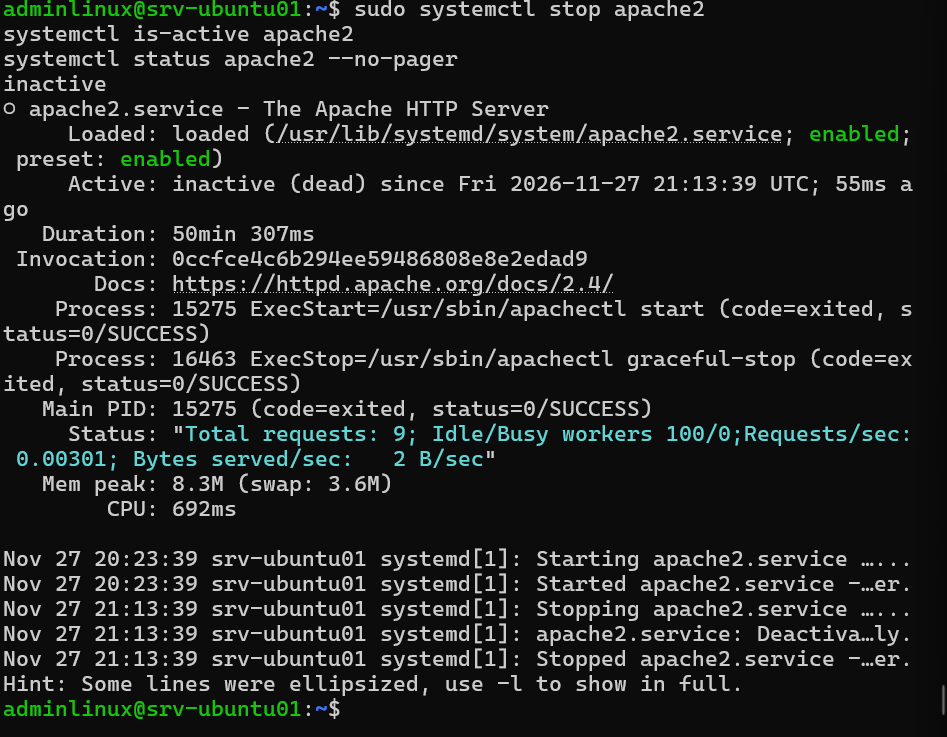 adminlinux@srv-ubuntu01:~$ sudo systemctl stop apache2
systemctl is-active apache2
systemctl status apache2 --no-pager
inactive
○ apache2.service - The Apache HTTP Server
     Loaded: loaded (/usr/lib/systemd/system/apache2.service; enabled;
 preset: enabled)
     Active: inactive (dead) since Fri 2026-11-27 21:13:39 UTC; 55ms a
go
   Duration: 50min 307ms
 Invocation: 0ccfce4c6b294ee59486808e8e2edad9
       Docs: https://httpd.apache.org/docs/2.4/
    Process: 15275 ExecStart=/usr/sbin/apachectl start (code=exited, s
tatus=0/SUCCESS)
    Process: 16463 ExecStop=/usr/sbin/apachectl graceful-stop (code=ex
ited, status=0/SUCCESS)
   Main PID: 15275 (code=exited, status=0/SUCCESS)
     Status: "Total requests: 9; Idle/Busy workers 100/0;Requests/sec:
 0.00301; Bytes served/sec:   2 B/sec"
   Mem peak: 8.3M (swap: 3.6M)
        CPU: 692ms

Nov 27 20:23:39 srv-ubuntu01 systemd[1]: Starting apache2.service …...
Nov 27 20:23:39 srv-ubuntu01 systemd[1]: Started apache2.service -…er.
Nov 27 21:13:39 srv-ubuntu01 systemd[1]: Stopping apache2.service …...
Nov 27 21:13:39 srv-ubuntu01 systemd[1]: apache2.service: Deactiva…ly.
Nov 27 21:13:39 srv-ubuntu01 systemd[1]: Stopped apache2.service -…er.
Hint: Some lines were ellipsized, use -l to show in full.
adminlinux@srv-ubuntu01:~$